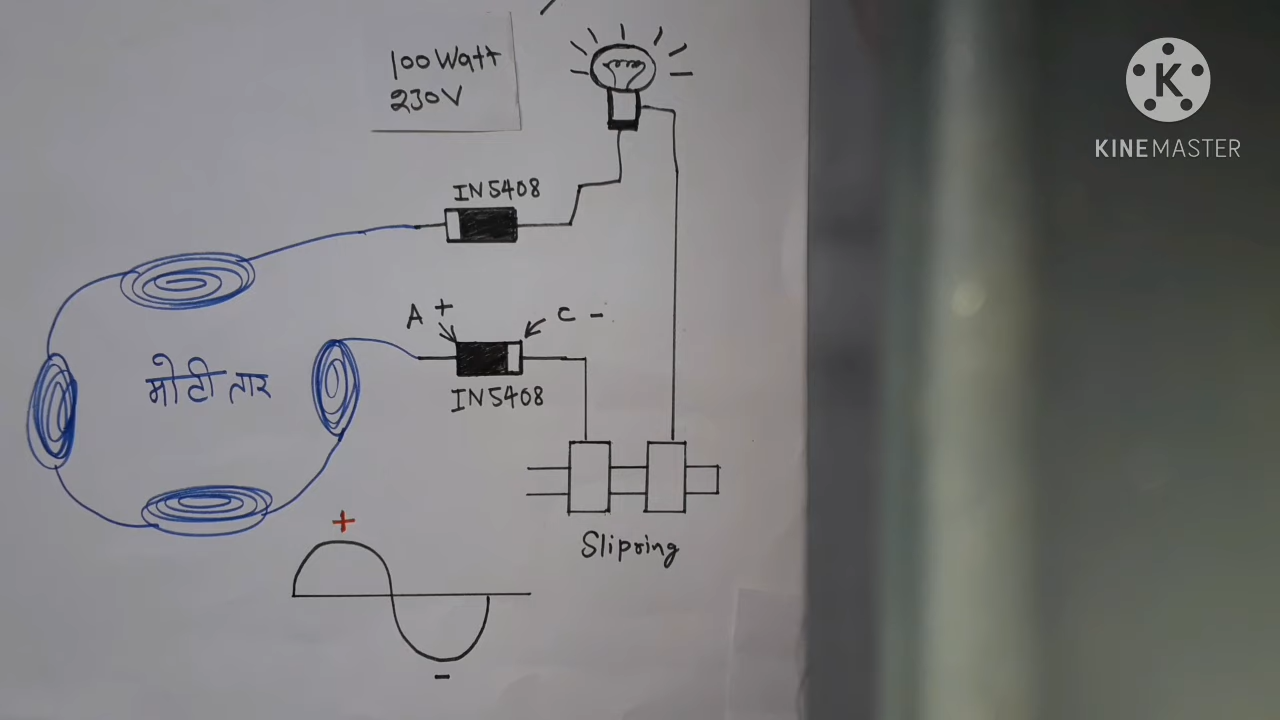 100 Watt
230V
IN5408
A +
C -
मोटी तार
IN5408
Slipring
+
-
K
KINEMASTER